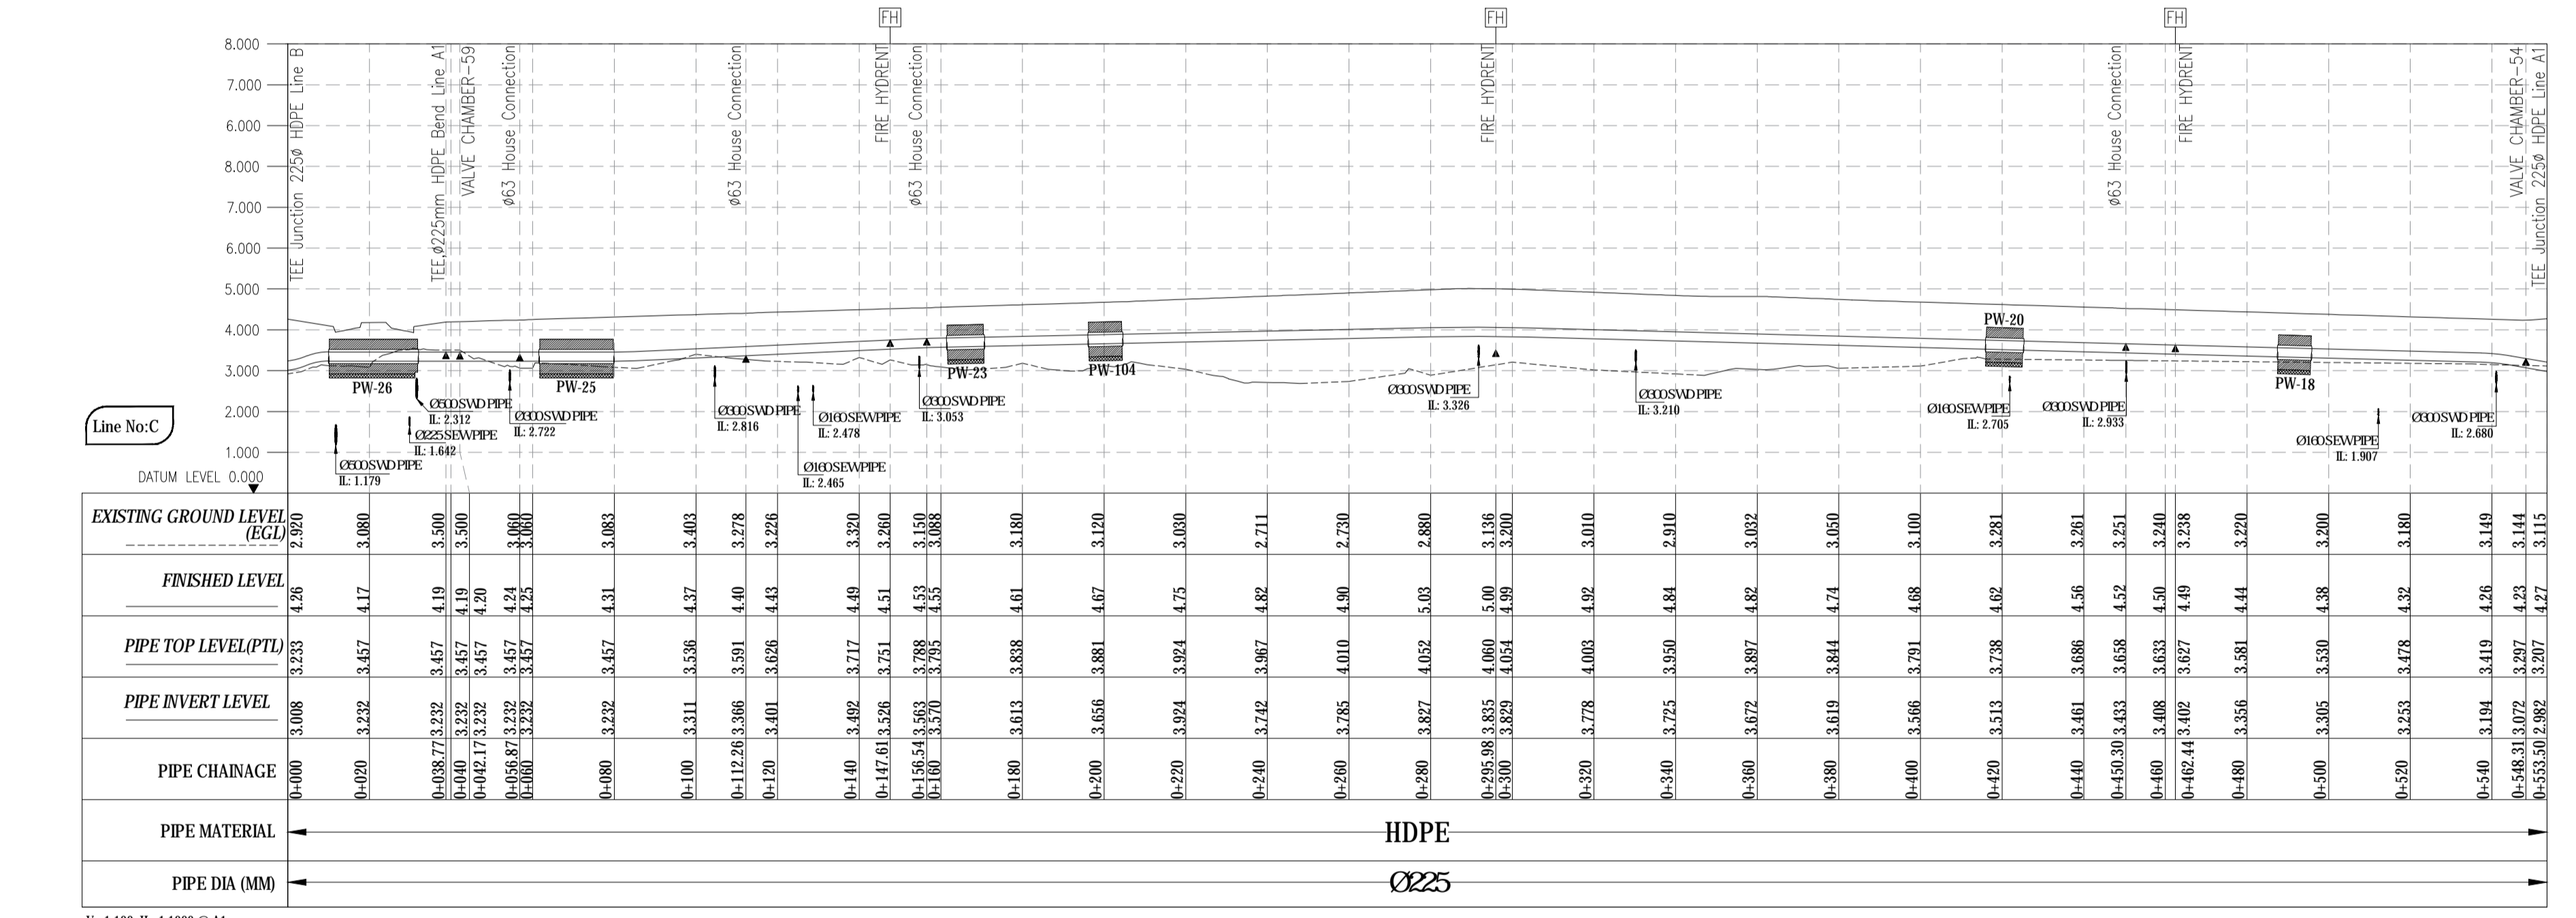 FH FH FH
8.000
7.000
6.000
8.000
7.000
6.000
5.000
4.000
3.000
2.000
1.000
DATUM LEVEL 0.000
Line No:C
TEE Junction 225Ø HDPE Line B
TEE,Ø225mm HDPE Bend Line A1
VALVE CHAMBER-59
Ø63 House Connection
Ø63 House Connection
FIRE HYDRENT
Ø63 House Connection
FIRE HYDRENT
Ø63 House Connection
FIRE HYDRENT
VALVE CHAMBER-54
TEE Junction 225Ø HDPE Line A1
PW-26
PW-25
PW-23
PW-104
PW-20
PW-18
Ø500SWD PIPE
IL: 1.179
Ø500SWD PIPE
IL: 2.312
Ø225SEWPIPE
IL: 1.642
Ø300SWD PIPE
IL: 2.722
Ø300SWD PIPE
IL: 2.816
Ø160SEWPIPE
IL: 2.465
Ø160SEWPIPE
IL: 2.478
Ø300SWD PIPE
IL: 3.053
Ø300SWD PIPE
IL: 3.326
Ø300SWD PIPE
IL: 3.210
Ø160SEWPIPE
IL: 2.705
Ø300SWD PIPE
IL: 2.933
Ø160SEWPIPE
IL: 1.907
Ø300SWD PIPE
IL: 2.680
EXISTING GROUND LEVEL
(EGL)
2.920 3.080 3.500 3.500 3.060 3.060 3.083 3.403 3.278 3.226 3.320 3.260 3.150 3.088 3.180 3.120 3.030 2.711 2.730 2.880 3.136 3.200 3.010 2.910 3.032 3.050 3.100 3.281 3.261 3.251 3.240 3.238 3.220 3.200 3.180 3.149 3.144 3.115
FINISHED LEVEL 4.26 4.17 4.19 4.19 4.20 4.24 4.25 4.31 4.37 4.40 4.43 4.49 4.51 4.53 4.55 4.61 4.67 4.75 4.82 4.90 5.03 5.00 4.99 4.92 4.84 4.82 4.74 4.68 4.62 4.56 4.52 4.50 4.49 4.44 4.38 4.32 4.26 4.23 4.27
PIPE TOP LEVEL(PTL) 3.233 3.457 3.457 3.457 3.457 3.457 3.457 3.457 3.536 3.591 3.626 3.717 3.751 3.788 3.795 3.838 3.881 3.924 3.967 4.010 4.052 4.060 4.054 4.003 3.950 3.897 3.844 3.791 3.738 3.686 3.658 3.633 3.627 3.581 3.530 3.478 3.419 3.297 3.207
PIPE INVERT LEVEL 3.008 3.232 3.232 3.232 3.232 3.232 3.232 3.232 3.311 3.366 3.401 3.492 3.526 3.563 3.570 3.613 3.656 3.924 3.742 3.785 3.827 3.835 3.829 3.778 3.725 3.672 3.619 3.566 3.513 3.461 3.433 3.408 3.402 3.356 3.305 3.253 3.194 3.072 2.982
PIPE CHAINAGE 0+000 0+020 0+038.77 0+040 0+042.17 0+056.87 0+060 0+080 0+100 0+112.26 0+120 0+140 0+147.61 0+156.54 0+160 0+180 0+200 0+220 0+240 0+260 0+280 0+295.98 0+300 0+320 0+340 0+360 0+380 0+400 0+420 0+440 0+450.30 0+460 0+462.44 0+480 0+500 0+520 0+540 0+548.31 0+553.50
PIPE MATERIAL HDPE
PIPE DIA (MM) Ø225